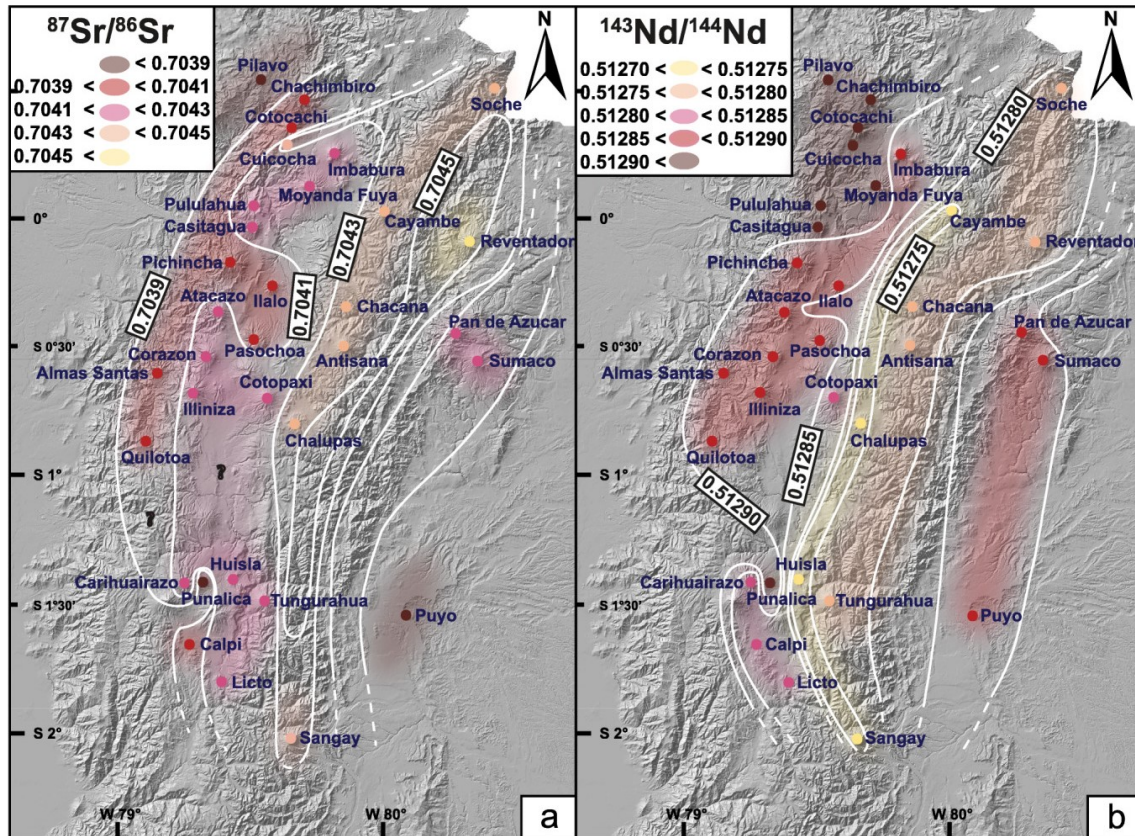 ⁸⁷Sr/⁸⁶Sr
< 0.7039
0.7039 < < 0.7041
0.7041 < < 0.7043
0.7043 < < 0.7045
0.7045 <
N
Pilavo
Chachimbiro
Soche
Cotocachi
Cuicocha
Imbabura
Moyanda Fuya
0.7045
0°
Pululahua
Cayambe
Casitagua
0.7043
Reventador
Pichincha
0.7039
Atacazo
Ilalo
0.7041
Chacana
Pan de Azucar
S 0°30'
Corazon
Pasochoa
Antisana
Sumaco
Almas Santas
Illiniza
Cotopaxi
Chalupas
Quilotoa
S 1°
?
?
Huisla
Carihuairazo
Punalica
Tungurahua
S 1°30'
Puyo
Calpi
Licto
S 2°
Sangay
W 79°
W 80°
a
¹⁴³Nd/¹⁴⁴Nd
0.51270 < < 0.51275
0.51275 < < 0.51280
0.51280 < < 0.51285
0.51285 < < 0.51290
0.51290 <
N
Pilavo
Chachimbiro
0.51280
Soche
Cotocachi
Cuicocha
Imbabura
Moyanda Fuya
0°
Pululahua
Cayambe
Casitagua
Reventador
Pichincha
0.51275
Atacazo
Ilalo
Chacana
Pan de Azucar
S 0°30'
Corazon
Pasochoa
Antisana
Sumaco
Almas Santas
Illiniza
Cotopaxi
Chalupas
Quilotoa
0.51285
S 1°
0.51290
Huisla
Carihuairazo
Punalica
Tungurahua
S 1°30'
Puyo
Calpi
Licto
S 2°
Sangay
W 79°
W 80°
b